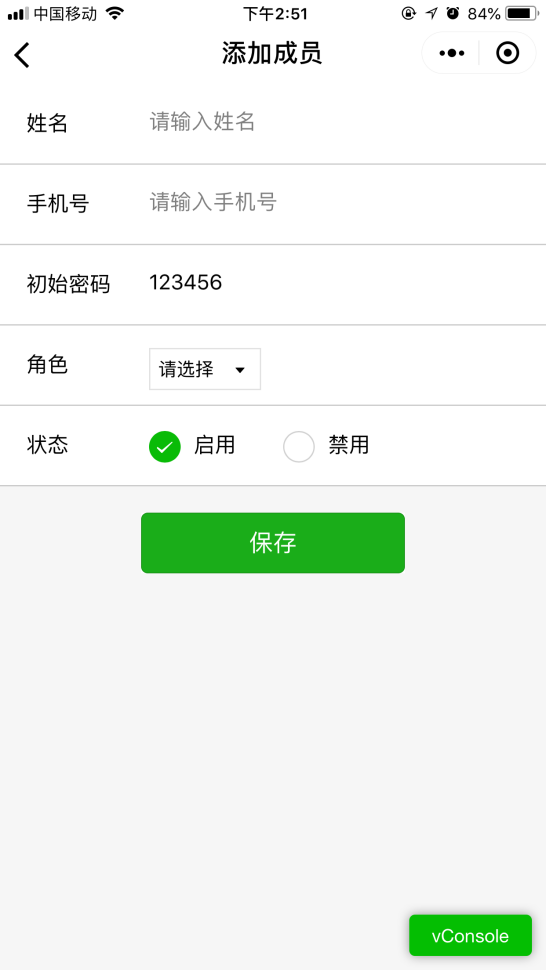 中国移动 下午2:51 84%
添加成员
姓名 请输入姓名
手机号 请输入手机号
初始密码 123456
角色 请选择
状态 启用 禁用
保存
vConsole